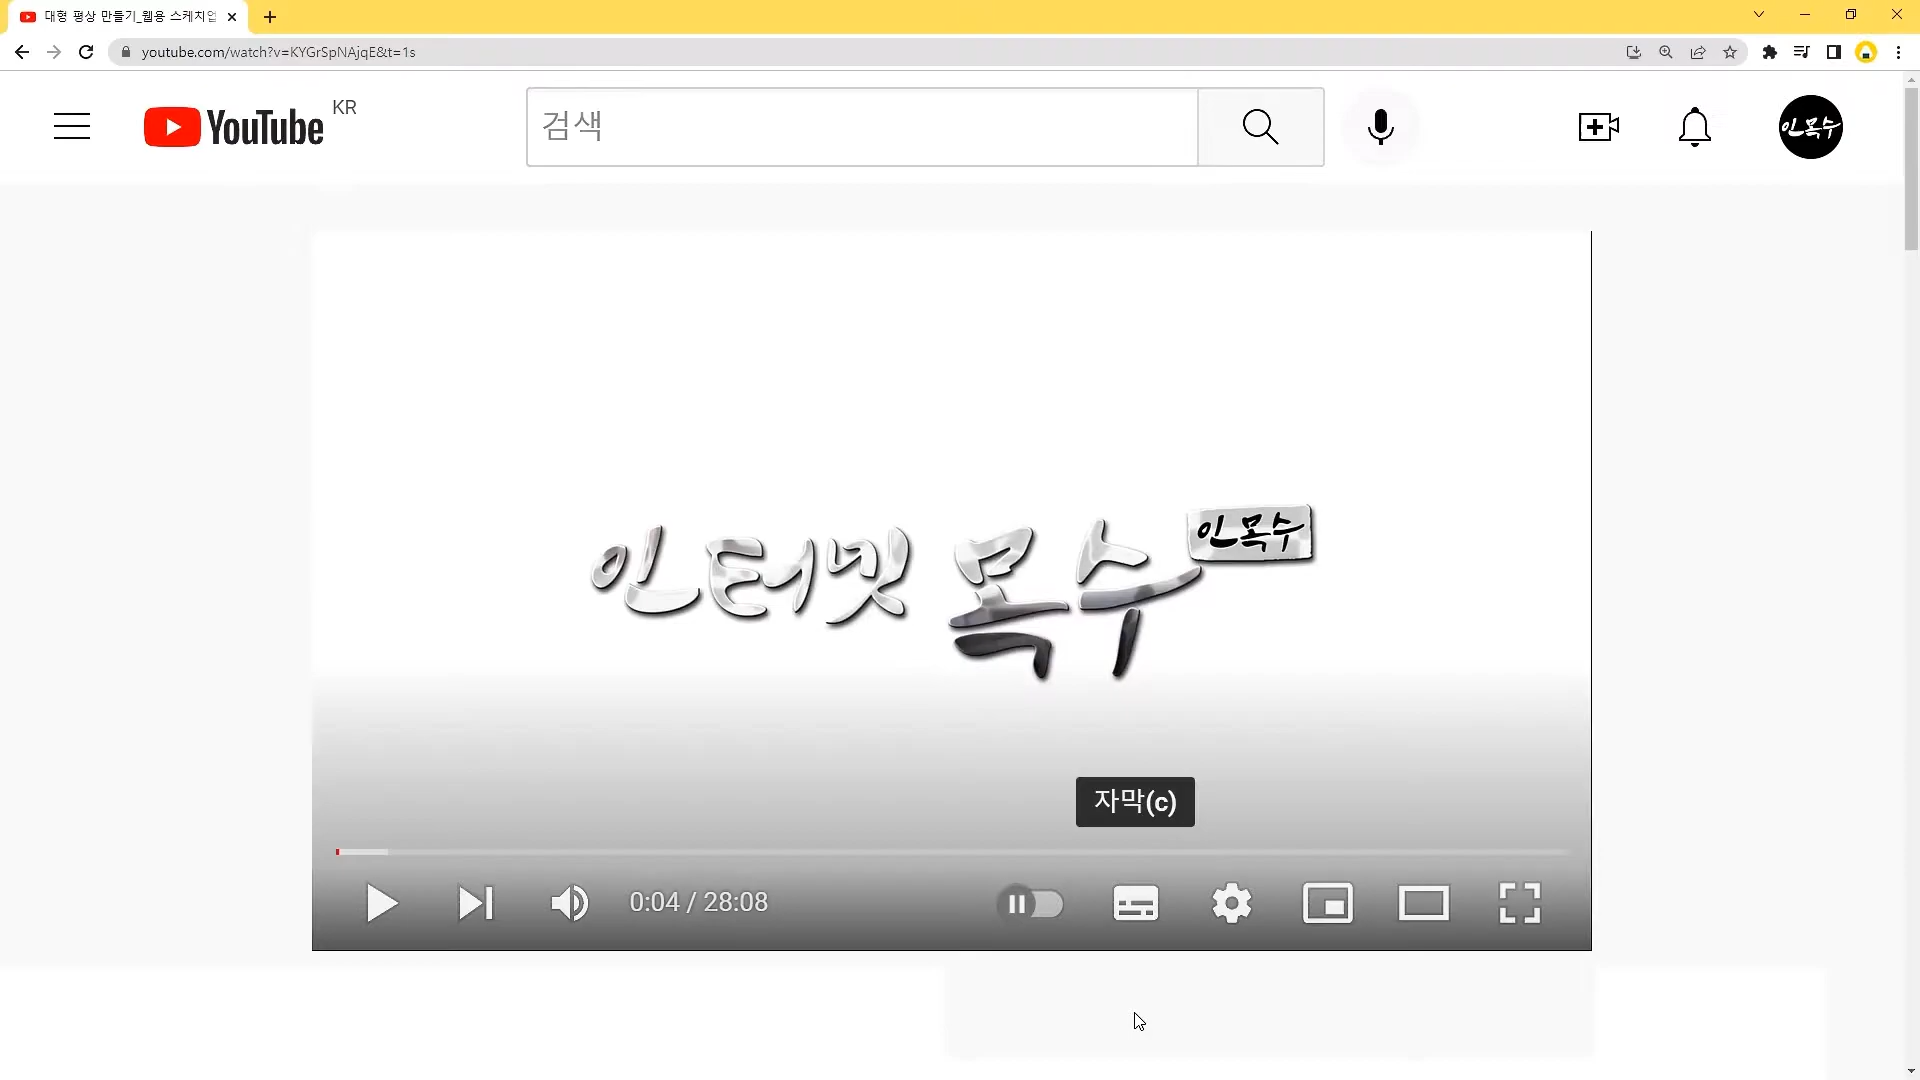 대형 평상 만들기_웹용 스케치업
youtube.com/watch?v=KYGrSpNAjqE&t=1s
YouTube KR
검색
인목수
인터넷 목수 인목수
자막(c)
0:04 / 28:08